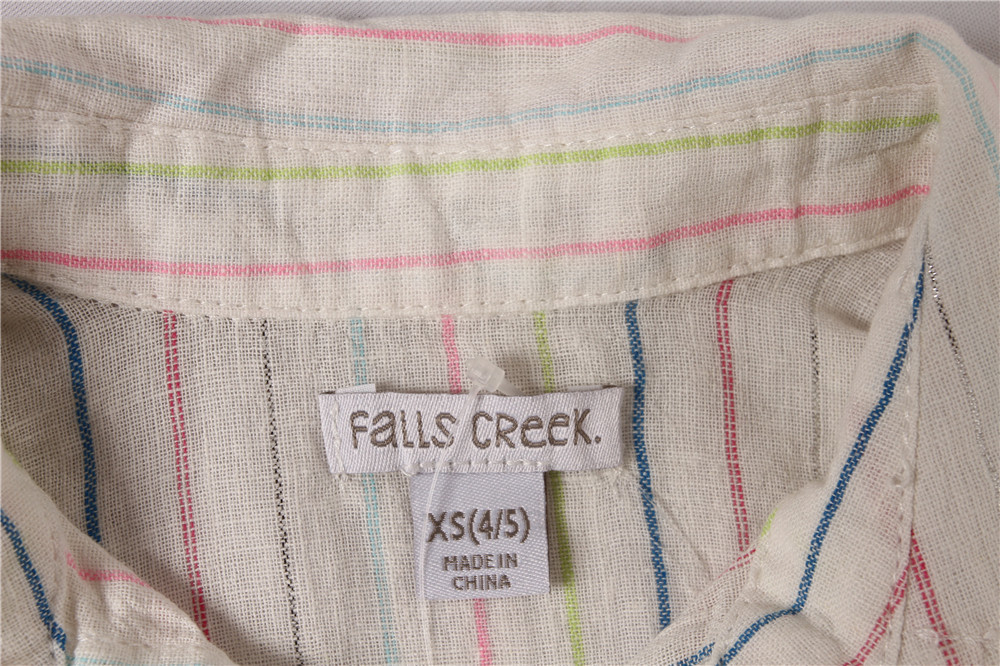 Falls Creek.
XS(4/5)
MADE IN
CHINA